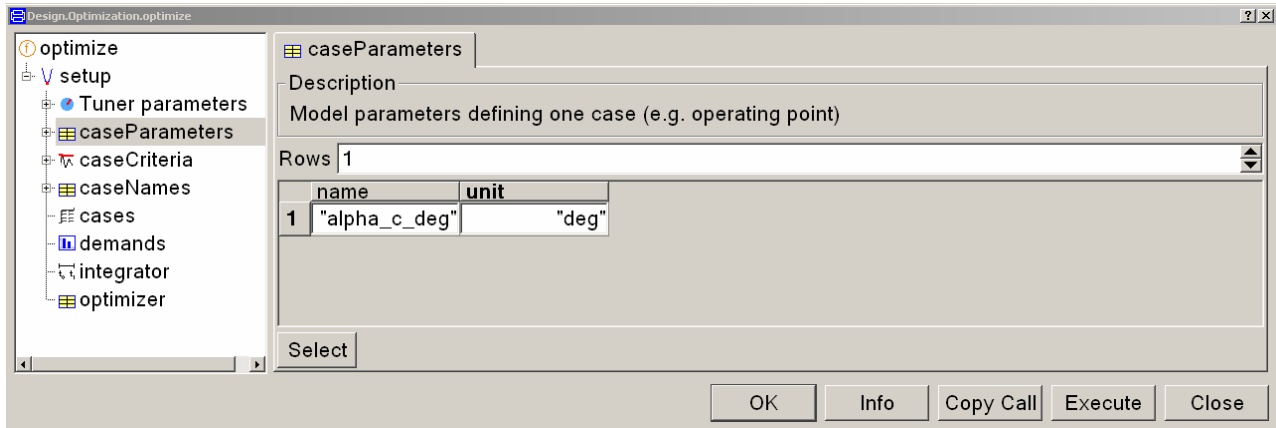 Design.Optimization.optimize
optimize
setup
Tuner parameters
caseParameters
caseCriteria
caseNames
cases
demands
integrator
optimizer
caseParameters
Description
Model parameters defining one case (e.g. operating point)
Rows 1
name unit
1 "alpha_c_deg" "deg"
Select
OK Info Copy Call Execute Close